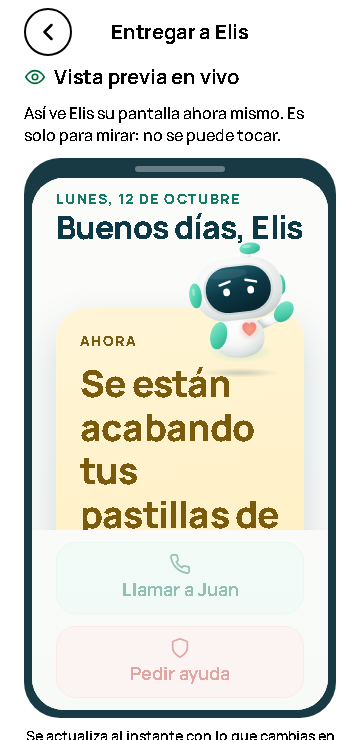 Entregar a Elis
Vista previa en vivo
Así ve Elis su pantalla ahora mismo. Es
solo para mirar: no se puede tocar.
LUNES, 12 DE OCTUBRE
Buenos días, Elis
AHORA
Se están
acabando
tus
pastillas de
Llamar a Juan
Pedir ayuda
Se actualiza al instante con lo que cambias en